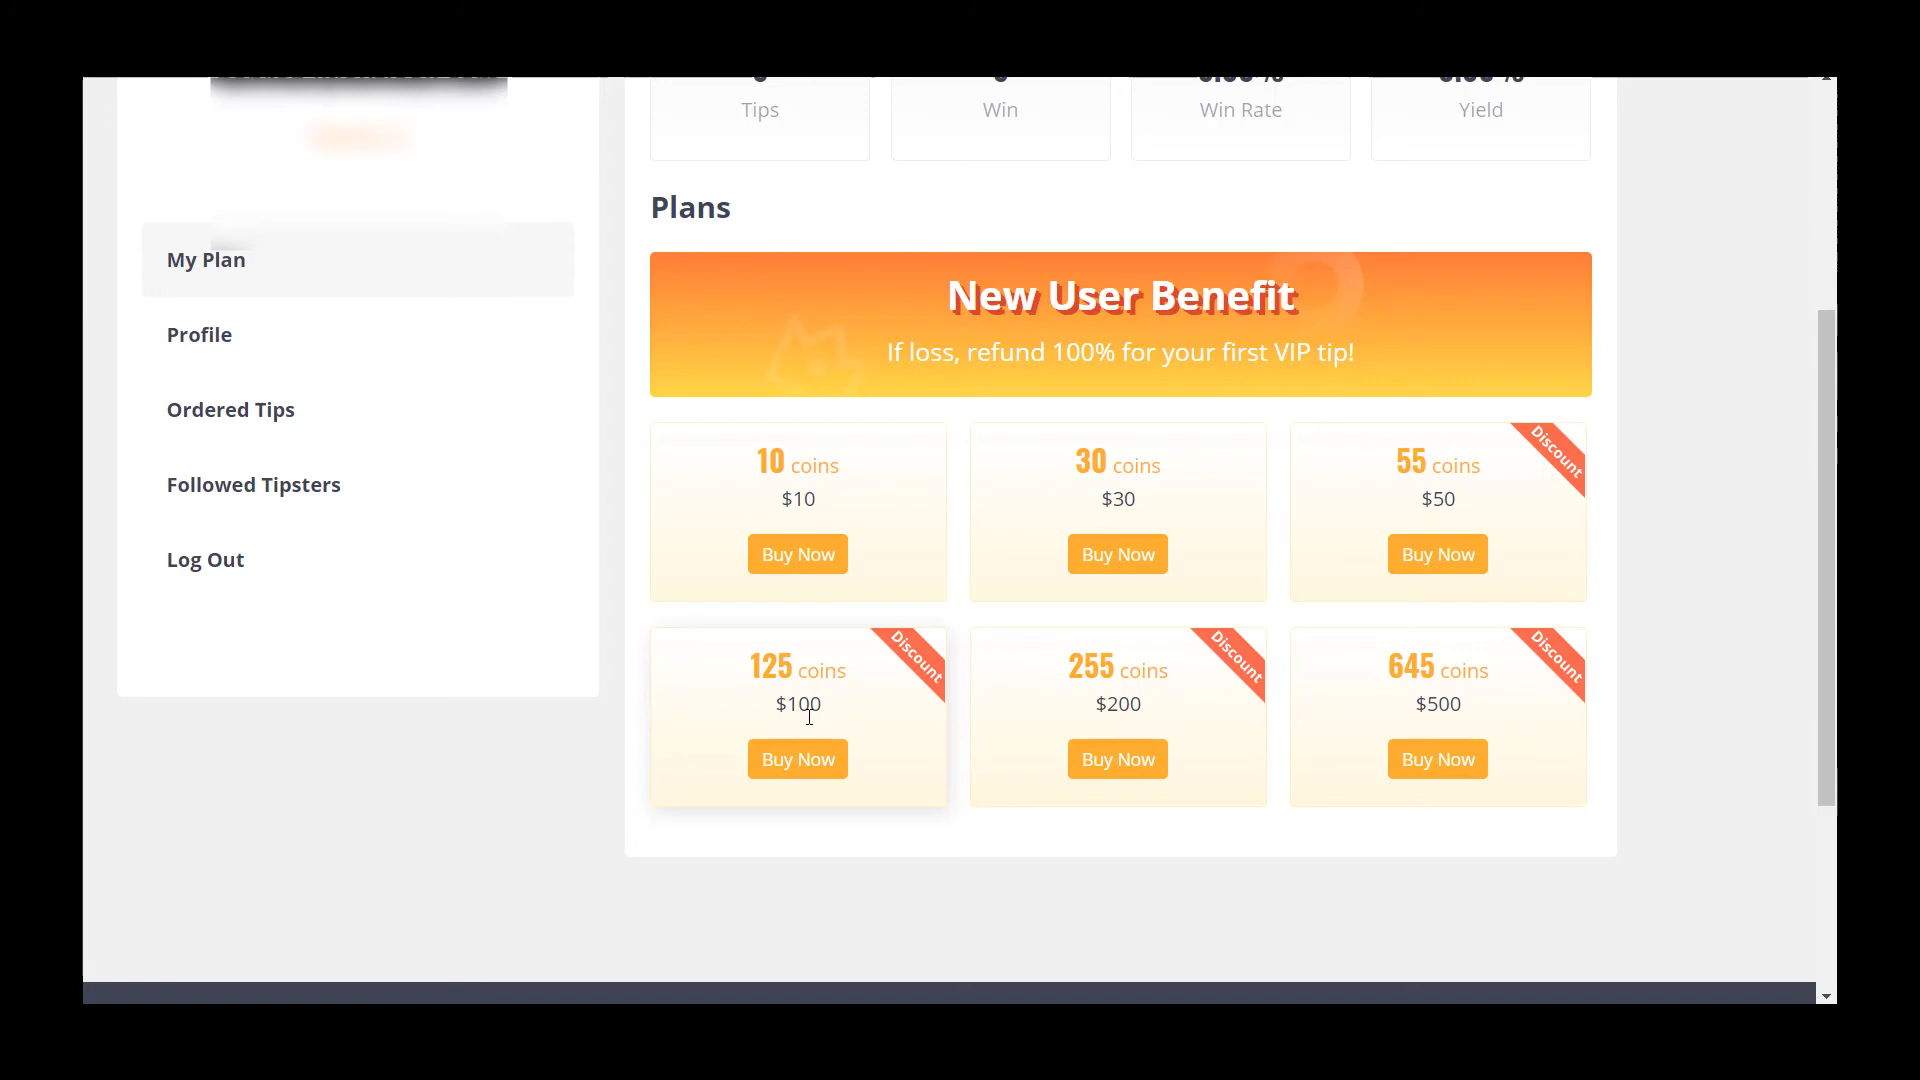 Tips
Win
Win Rate
Yield
Plans
New User Benefit
If loss, refund 100% for your first VIP tip!
My Plan
Profile
Ordered Tips
Followed Tipsters
Log Out
10 coins
$10
Buy Now
30 coins
$30
Buy Now
Discount
55 coins
$50
Buy Now
Discount
125 coins
$100
Buy Now
Discount
255 coins
$200
Buy Now
Discount
645 coins
$500
Buy Now